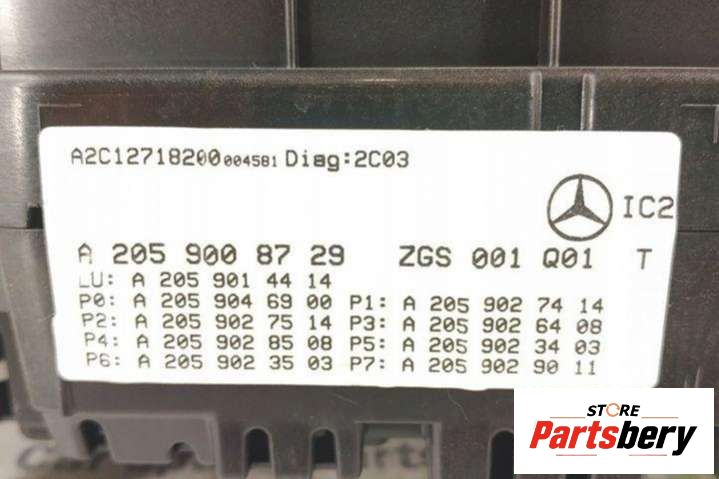 A2C12718200004581 Diag:2C03
IC2
A 205 900 87 29 ZGS 001 Q01 T
LU: A 205 901 44 14
P0: A 205 904 69 00 P1: A 205 902 74 14
P2: A 205 902 75 14 P3: A 205 902 64 08
P4: A 205 902 85 08 P5: A 205 902 34 03
P6: A 205 902 35 03 P7: A 205 902 90 11
STORE
Partsbery